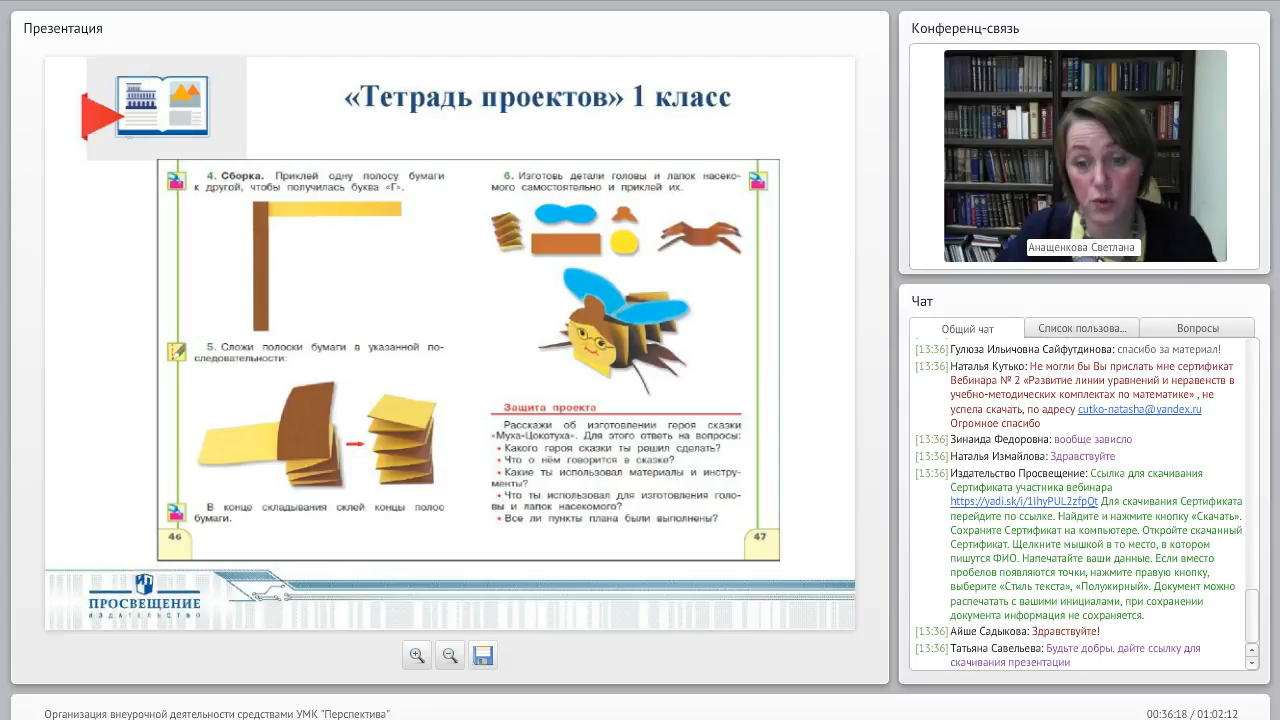 Презентация
«Тетрадь проектов» 1 класс
4. Сборка. Приклей одну полосу бумаги
к другой, чтобы получилась буква «Г».
5. Сложи полоски бумаги в указанной по-
следовательности:
В конце складывания склей концы полос
бумаги.
46
6. Изготовь детали головы и лапок насеко-
мого самостоятельно и приклей их.
Защита проекта
Расскажи об изготовлении героя сказки
«Муха-Цокотуха». Для этого ответь на вопросы:
• Какого героя сказки ты решил сделать?
• Что о нём говорится в сказке?
• Какие ты использовал материалы и инстру-
менты?
• Что ты использовал для изготовления голо-
вы и лапок насекомого?
• Все ли пункты плана были выполнены?
47
ПРОСВЕЩЕНИЕ
ИЗДАТЕЛЬСТВО
Конференц-связь
Анащенкова Светлана
Чат
Общий чат
Список пользова...
Вопросы
[13:36] Гулюза Ильичовна Сайфутдинова: спасибо за материал!
[13:36] Наталья Кутько: Не могли бы Вы прислать мне сертификат
Вебинара № 2 «Развитие линии уравнений и неравенств в
учебно-методических комплектах по математике» , не
успела скачать, по адресу cutko-natasha@yandex.ru
Огромное спасибо
[13:36] Зинаида Федоровна: вообще зависло
[13:36] Наталья Измайлова: Здравствуйте
[13:36] Издательство Просвещение: Ссылка для скачивания
Сертификата участника вебинара
https://yadi.sk/i/1IhyPUL2zfpQt Для скачивания Сертификата
перейдите по ссылке. Найдите и нажмите кнопку «Скачать».
Сохраните Сертификат на компьютере. Откройте скачанный
Сертификат. Щелкните мышкой в то место, в котором
пишутся ФИО. Напечатайте ваши данные. Если вместо
пробелов появляются точки, нажмите правую кнопку,
выберите «Стиль текста», «Полужирный». Документ можно
распечатать с вашими инициалами, при сохранении
документа информация не сохраняется.
[13:36] Айше Садыкова: Здравствуйте!
[13:36] Татьяна Савельева: Будьте добры. дайте ссылку для
скачивания презентации
Организация внеурочной деятельности средствами УМК "Перспектива"
00:36:18 / 01:02:12